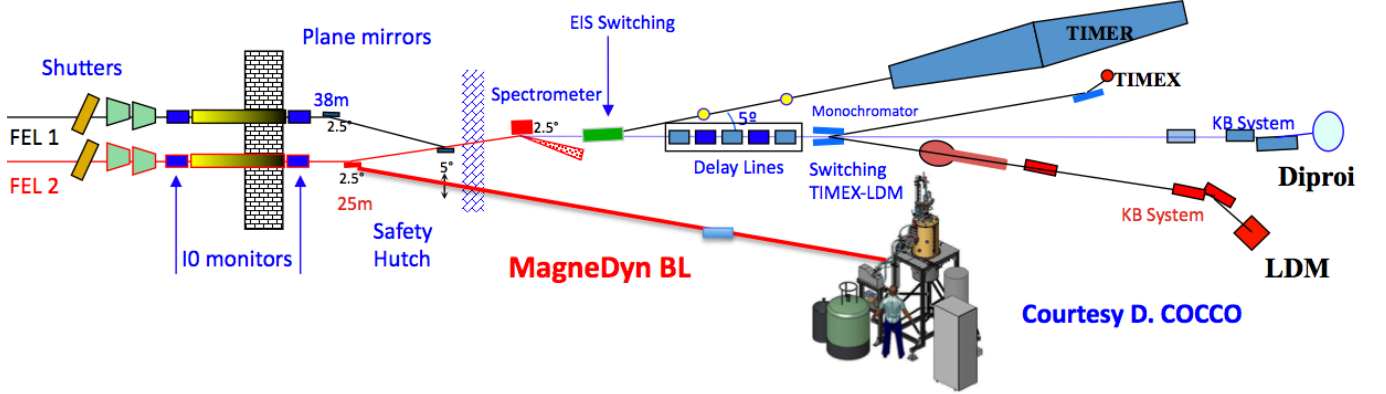 EIS Switching
Plane mirrors
Shutters
TIMER
TIMEX
Spectrometer
38m
2.5°
2.5°
5º
Monochromator
KB System
FEL 1
FEL 2
2.5°
5°
25m
Delay Lines
Switching
TIMEX-LDM
Diproi
KB System
Safety
Hutch
I0 monitors
MagneDyn BL
LDM
Courtesy D. COCCO